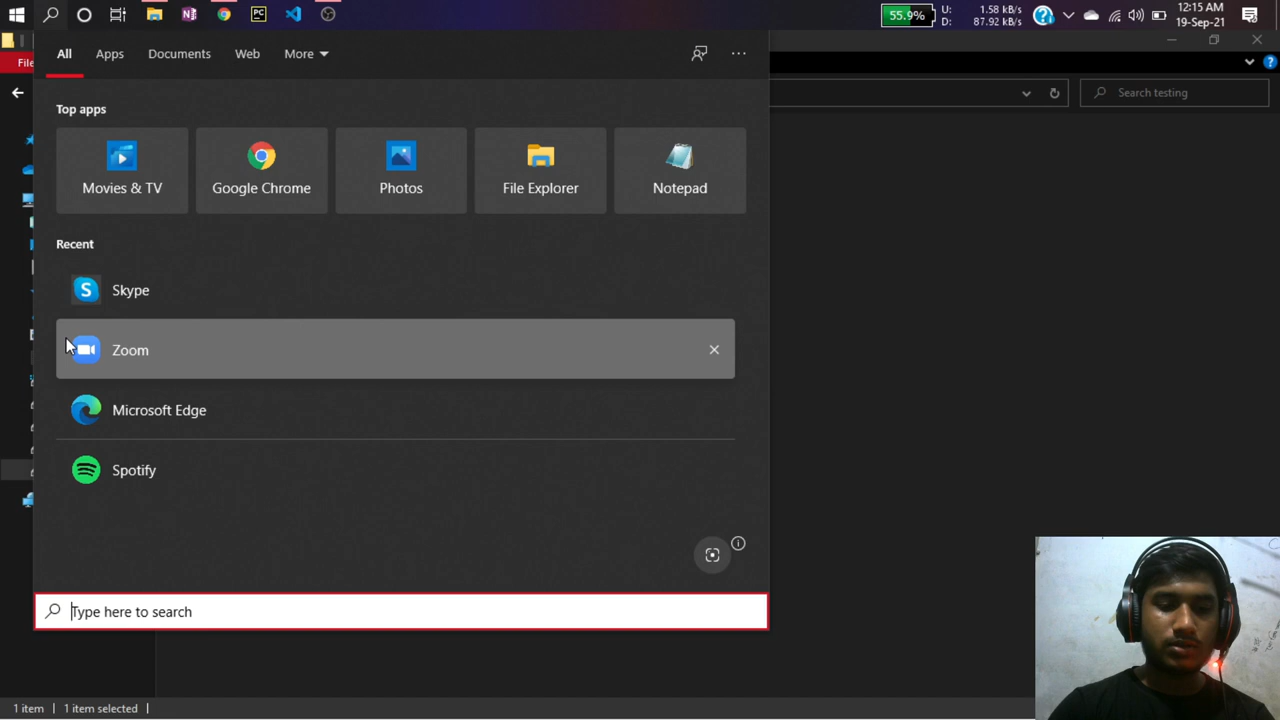 55.9%
U: 1.58 kB/s
D: 87.92 kB/s
12:15 AM
19-Sep-21
File
All
Apps
Documents
Web
More
Search testing
Top apps
Movies & TV
Google Chrome
Photos
File Explorer
Notepad
Recent
Skype
Zoom
Microsoft Edge
Spotify
Type here to search
1 item
1 item selected